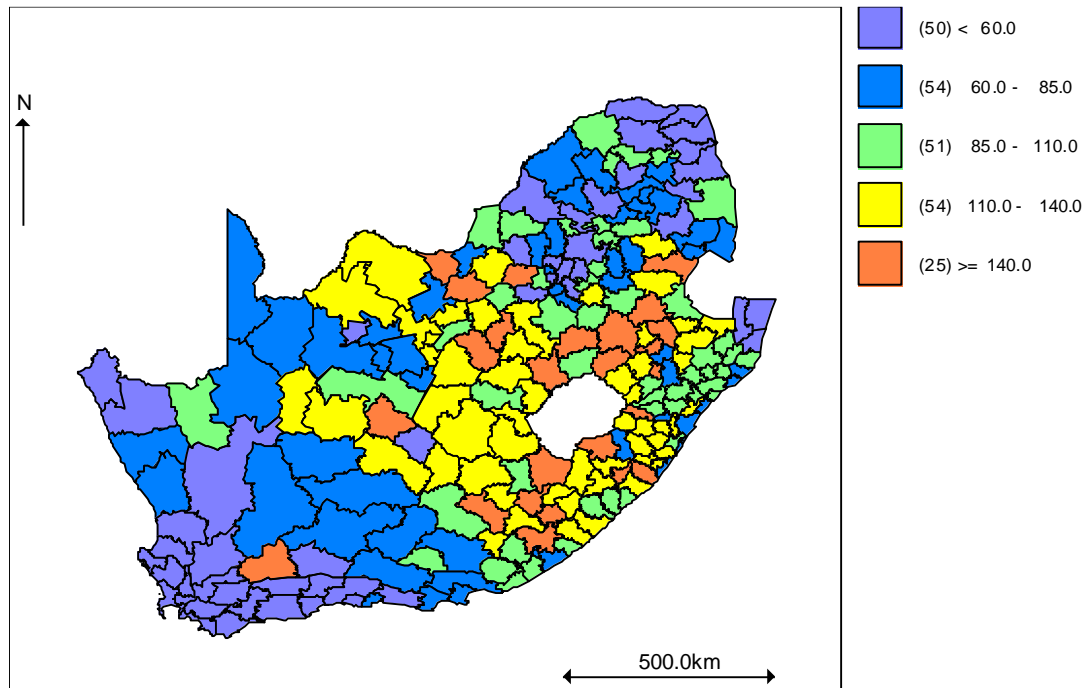 (50) < 60.0
(54) 60.0 - 85.0
(51) 85.0 - 110.0
(54) 110.0 - 140.0
(25) >= 140.0
N
500.0km